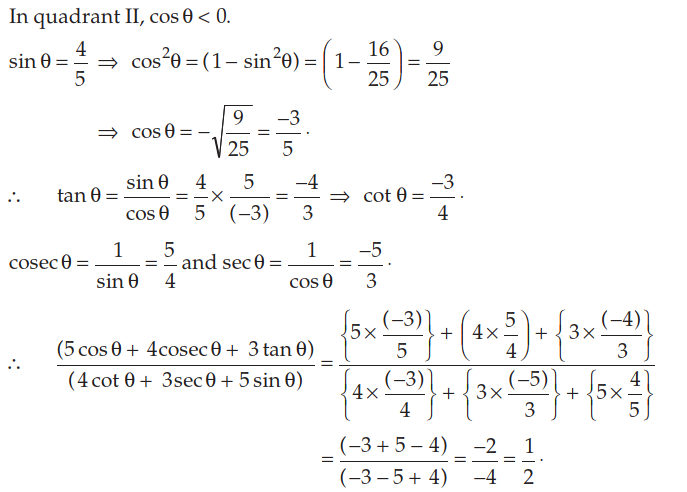 In quadrant II, cos θ < 0.
sin θ = 4/5 ⇒ cos²θ = (1 − sin²θ) = (1 − 16/25) = 9/25
⇒ cos θ = −√(9/25) = −3/5 ·
∴ tan θ = sin θ/cos θ = 4/5 × 5/(−3) = −4/3 ⇒ cot θ = −3/4 ·
cosec θ = 1/sin θ = 5/4 and sec θ = 1/cos θ = −5/3 ·
∴ (5 cos θ + 4cosec θ + 3 tan θ)/(4 cot θ + 3sec θ + 5 sin θ) = [{5 × (−3)/5} + (4 × 5/4) + {3 × (−4)/3}]/[{4 × (−3)/4} + {3 × (−5)/3} + {5 × 4/5}]
= (−3 + 5 − 4)/(−3 − 5 + 4) = −2/−4 = 1/2 ·